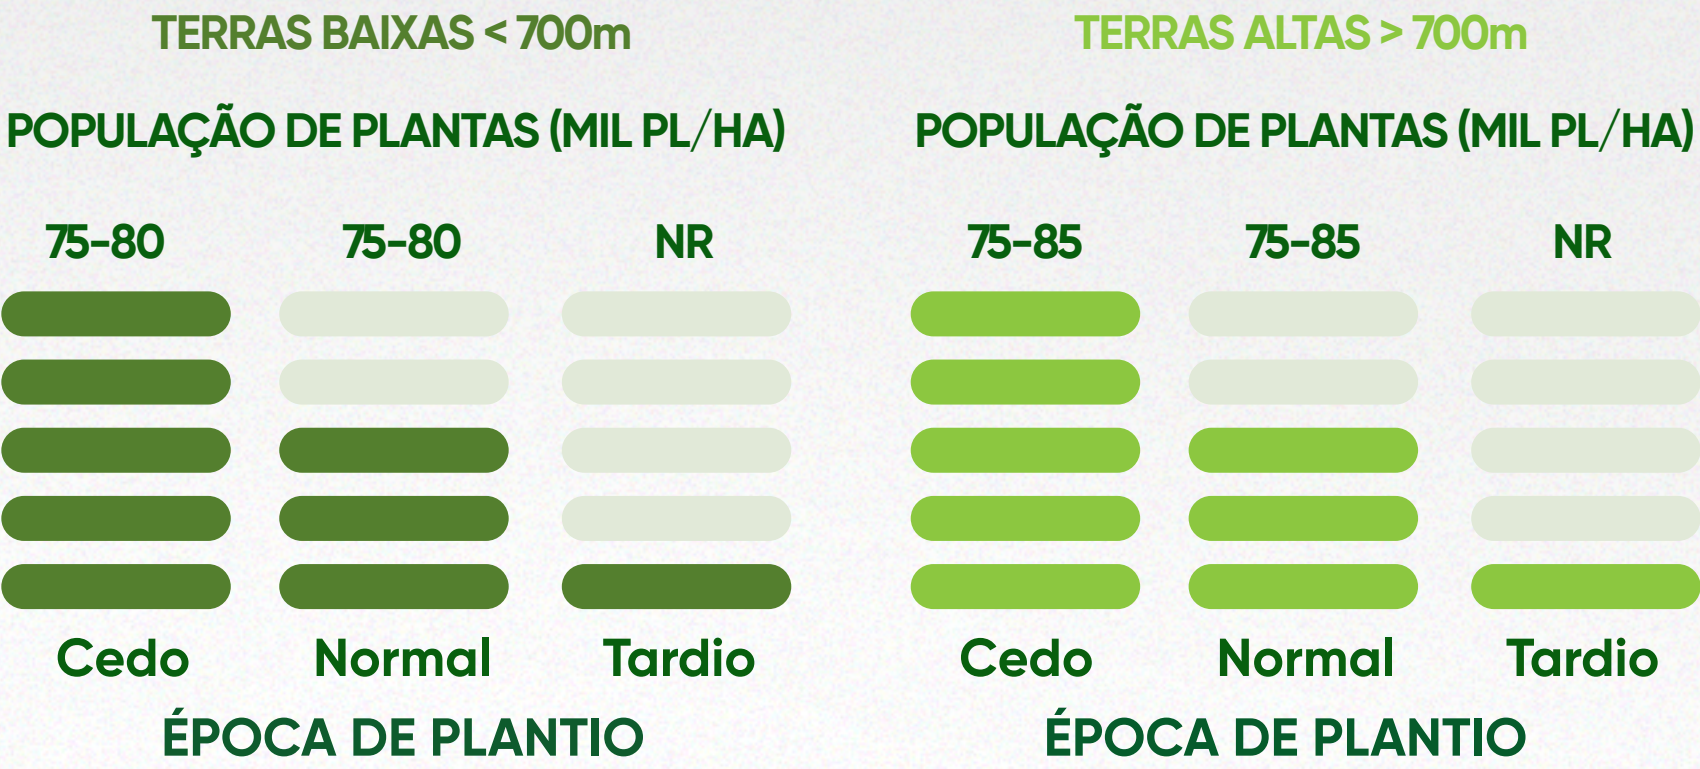 TERRAS BAIXAS < 700m
POPULAÇÃO DE PLANTAS (MIL PL/HA)
75-80 75-80 NR
Cedo Normal Tardio
ÉPOCA DE PLANTIO
TERRAS ALTAS > 700m
POPULAÇÃO DE PLANTAS (MIL PL/HA)
75-85 75-85 NR
Cedo Normal Tardio
ÉPOCA DE PLANTIO